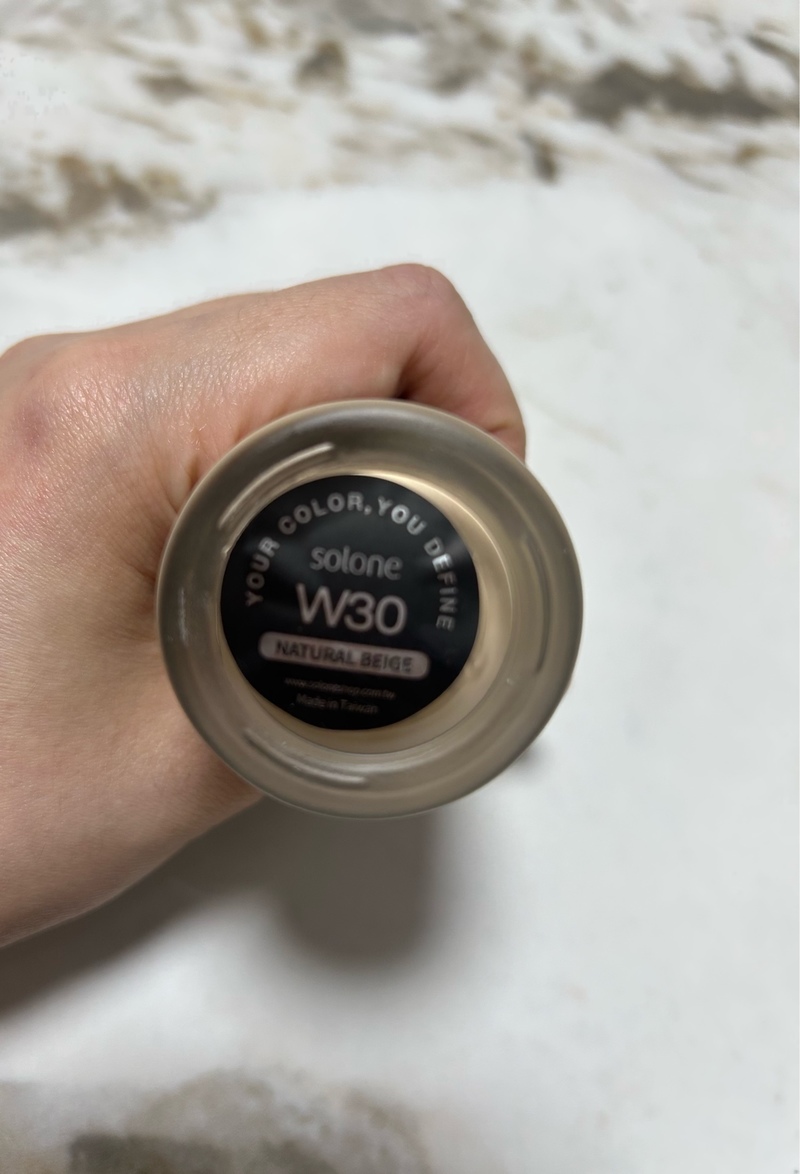 YOUR COLOR, YOU DEFINE
solone
W30
NATURAL BEIGE
Made in Taiwan